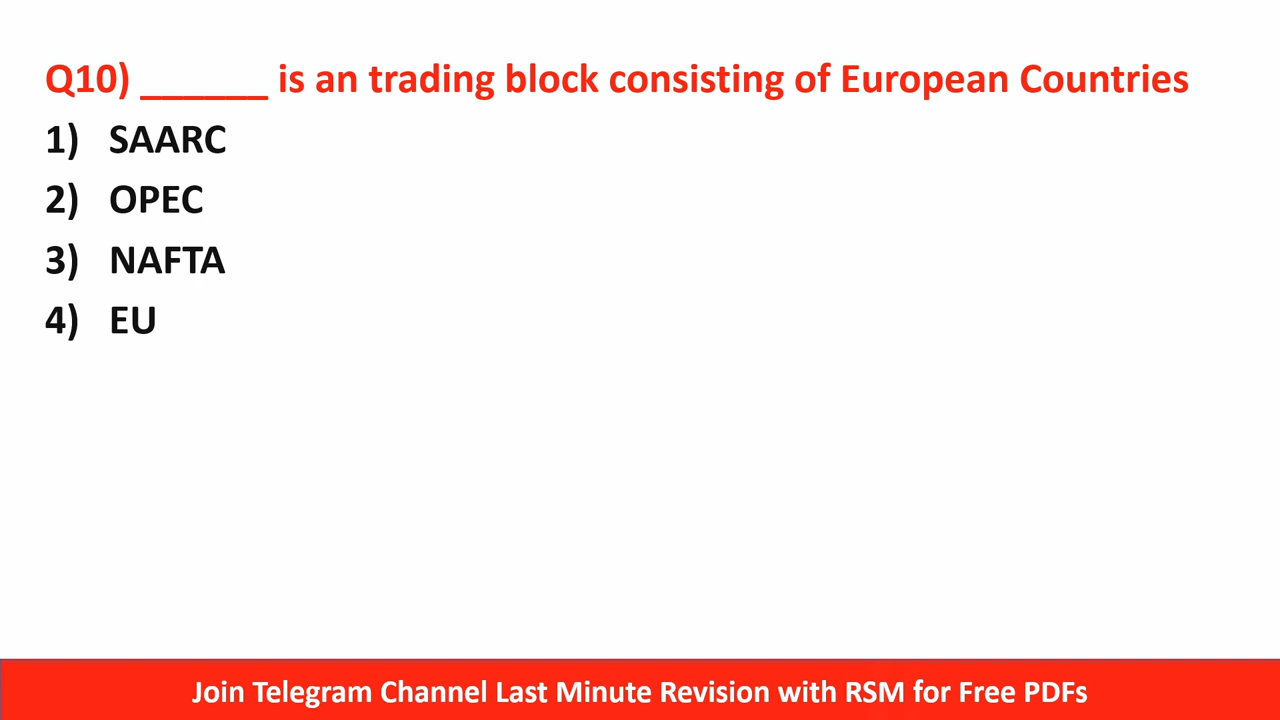 Q10) ______ is an trading block consisting of European Countries
1) SAARC
2) OPEC
3) NAFTA
4) EU
Join Telegram Channel Last Minute Revision with RSM for Free PDFs